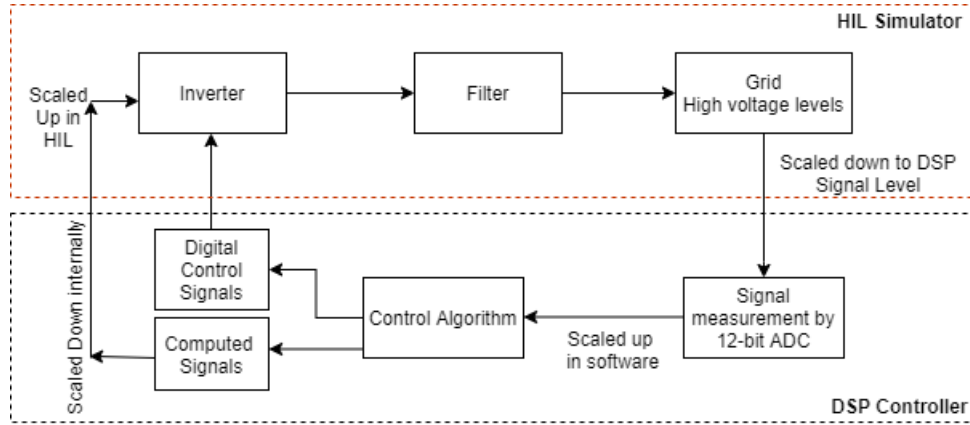 HIL Simulator
Scaled
Up in
HIL
Inverter
Filter
Grid
High voltage levels
Scaled down to DSP
Signal Level
Scaled Down internally
Digital
Control
Signals
Computed
Signals
Control Algorithm
Scaled up
in software
Signal
measurement by
12-bit ADC
DSP Controller